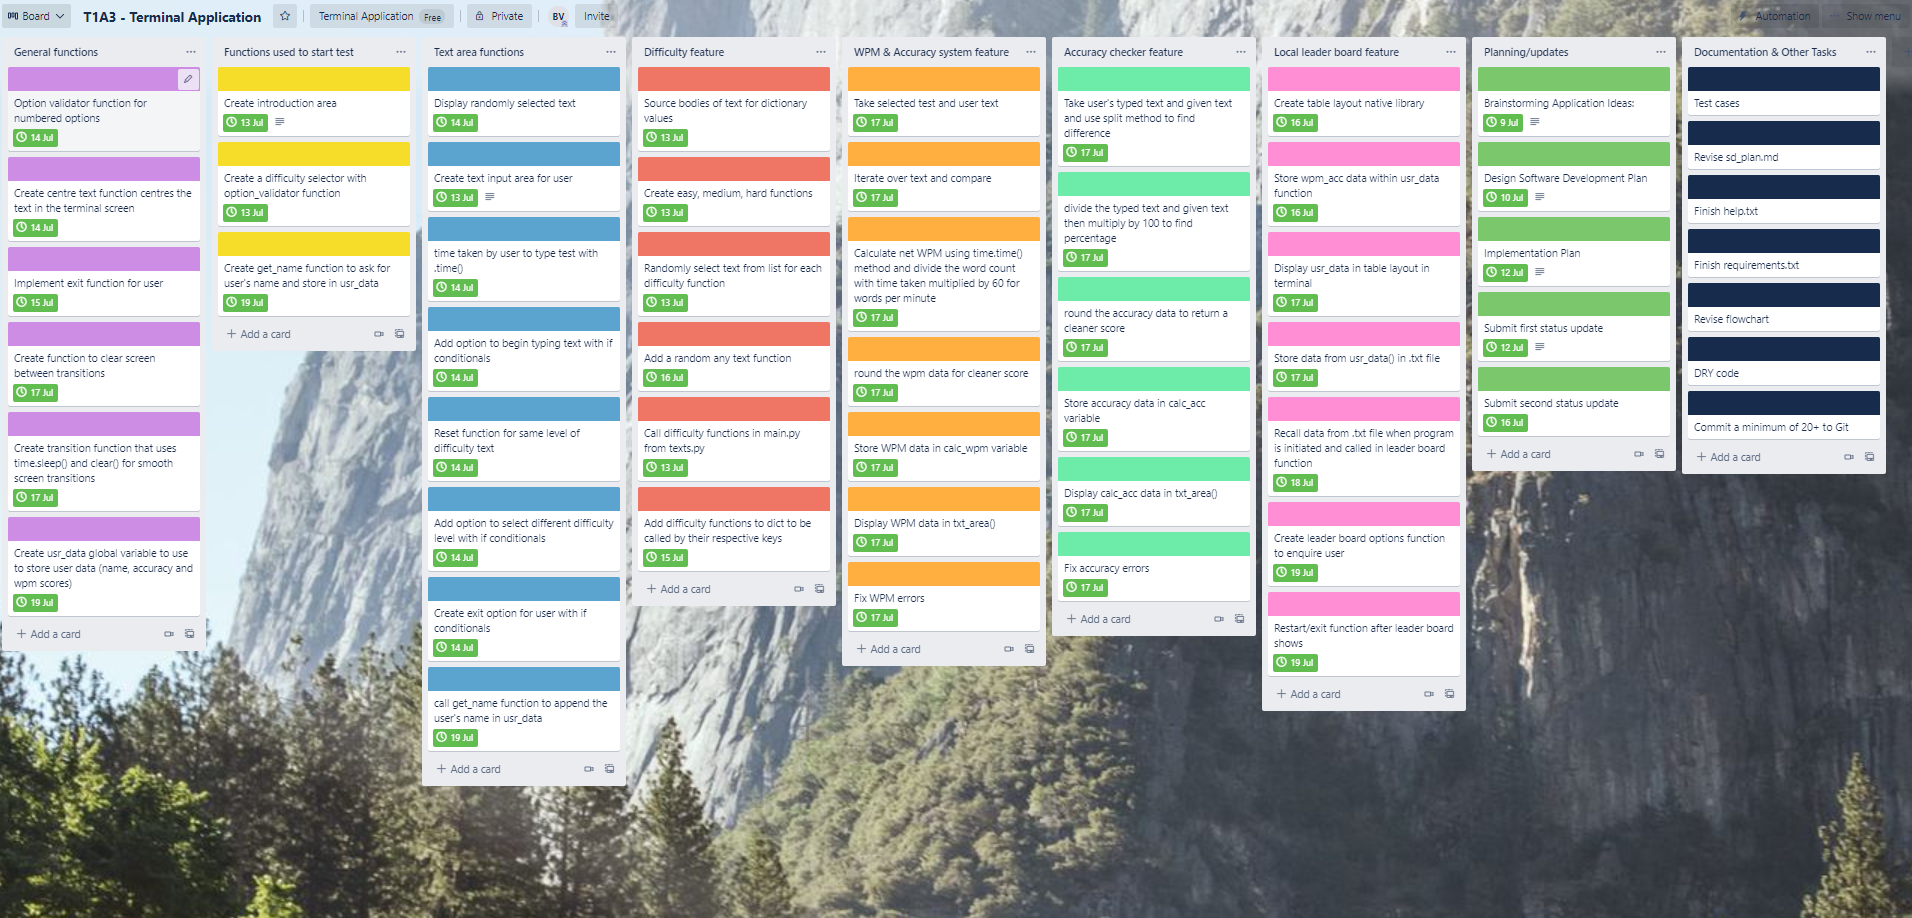 Board
T1A3 - Terminal Application
Terminal Application Free
Private
BV
Invite
Automation
Show menu
General functions
Option validator function for
numbered options
14 Jul
Create centre text function centres the
text in the terminal screen
14 Jul
Implement exit function for user
15 Jul
Create function to clear screen
between transitions
17 Jul
Create transition function that uses
time.sleep() and clear() for smooth
screen transitions
17 Jul
Create usr_data global variable to use
to store user data (name, accuracy and
wpm scores)
19 Jul
+ Add a card
Functions used to start test
Create introduction area
13 Jul
Create a difficulty selector with
option_validator function
13 Jul
Create get_name function to ask for
user's name and store in usr_data
19 Jul
+ Add a card
Text area functions
Display randomly selected text
14 Jul
Create text input area for user
13 Jul
time taken by user to type test with
.time()
14 Jul
Add option to begin typing text with if
conditionals
14 Jul
Reset function for same level of
difficulty text
14 Jul
Add option to select different difficulty
level with if conditionals
14 Jul
Create exit option for user with if
conditionals
14 Jul
call get_name function to append the
user's name in usr_data
19 Jul
+ Add a card
Difficulty feature
Source bodies of text for dictionary
values
13 Jul
Create easy, medium, hard functions
13 Jul
Randomly select text from list for each
difficulty function
13 Jul
Add a random any text function
16 Jul
Call difficulty functions in main.py
from texts.py
13 Jul
Add difficulty functions to dict to be
called by their respective keys
15 Jul
+ Add a card
WPM & Accuracy system feature
Take selected test and user text
17 Jul
Iterate over text and compare
17 Jul
Calculate net WPM using time.time()
method and divide the word count
with time taken multiplied by 60 for
words per minute
17 Jul
round the wpm data for cleaner score
17 Jul
Store WPM data in calc_wpm variable
17 Jul
Display WPM data in txt_area()
17 Jul
Fix WPM errors
17 Jul
+ Add a card
Accuracy checker feature
Take user's typed text and given text
and use split method to find
difference
17 Jul
divide the typed text and given text
then multiply by 100 to find
percentage
17 Jul
round the accuracy data to return a
cleaner score
17 Jul
Store accuracy data in calc_acc
variable
17 Jul
Display calc_acc data in txt_area()
17 Jul
Fix accuracy errors
17 Jul
+ Add a card
Local leader board feature
Create table layout native library
16 Jul
Store wpm_acc data within usr_data
function
16 Jul
Display usr_data in table layout in
terminal
17 Jul
Store data from usr_data() in .txt file
17 Jul
Recall data from .txt file when program
is initiated and called in leader board
function
18 Jul
Create leader board options function
to enquire user
19 Jul
Restart/exit function after leader board
shows
19 Jul
+ Add a card
Planning/updates
Brainstorming Application Ideas:
9 Jul
Design Software Development Plan
10 Jul
Implementation Plan
12 Jul
Submit first status update
12 Jul
Submit second status update
16 Jul
+ Add a card
Documentation & Other Tasks
Test cases
Revise sd_plan.md
Finish help.txt
Finish requirements.txt
Revise flowchart
DRY code
Commit a minimum of 20+ to Git
+ Add a card